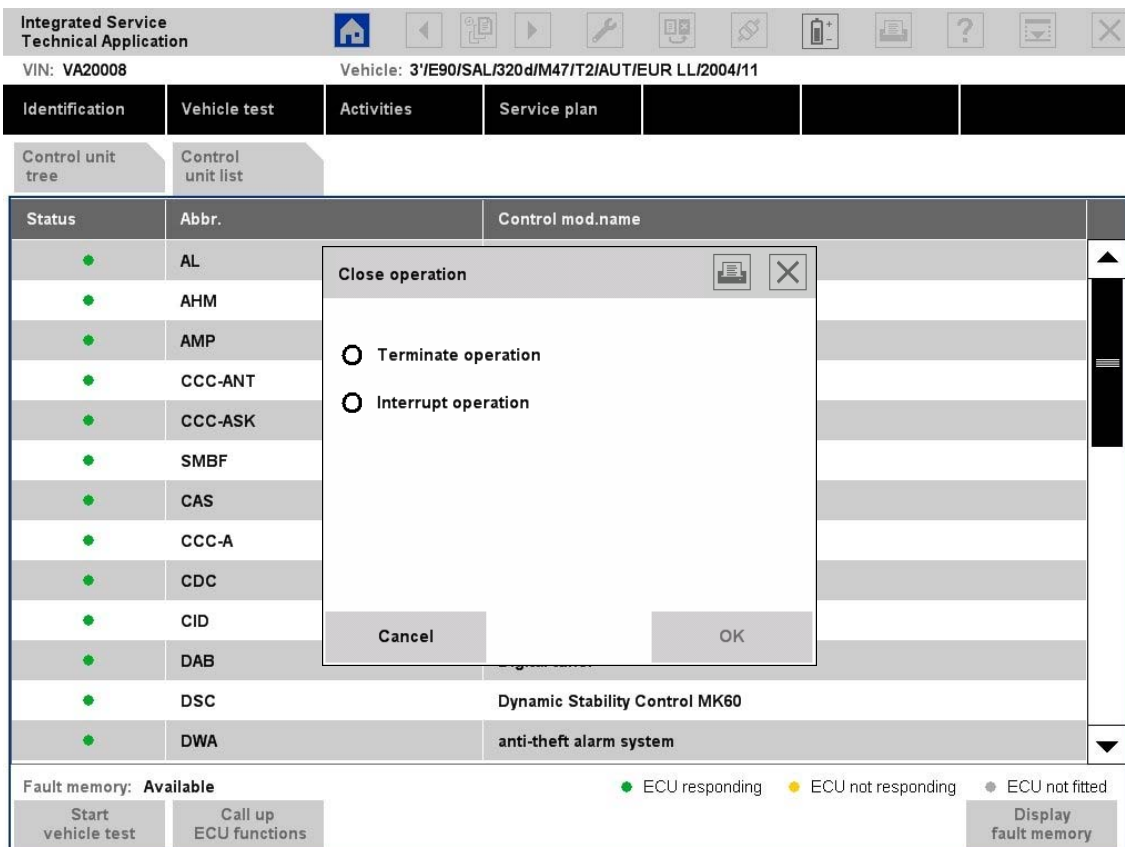 Integrated Service
Technical Application
VIN: VA20008
Vehicle: 3'/E90/SAL/320d/M47/T2/AUT/EUR LL/2004/11
Identification
Vehicle test
Activities
Service plan
Control unit
tree
Control
unit list
Status
Abbr.
Control mod.name
AL
AHM
AMP
CCC-ANT
CCC-ASK
SMBF
CAS
CCC-A
CDC
CID
DAB
DSC
Dynamic Stability Control MK60
DWA
anti-theft alarm system
Close operation
Terminate operation
Interrupt operation
Cancel
OK
Fault memory: Available
ECU responding
ECU not responding
ECU not fitted
Start
vehicle test
Call up
ECU functions
Display
fault memory